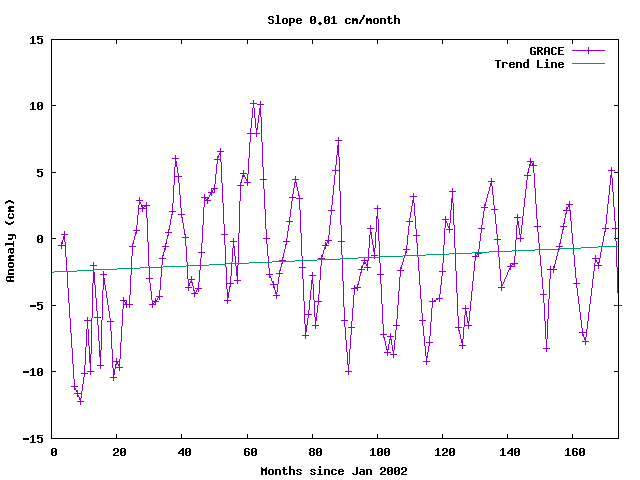 Slope 0.01 cm/month
GRACE
Trend Line
15
10
5
0
-5
-10
-15
Anomaly (cm)
0 20 40 60 80 100 120 140 160
Months since Jan 2002